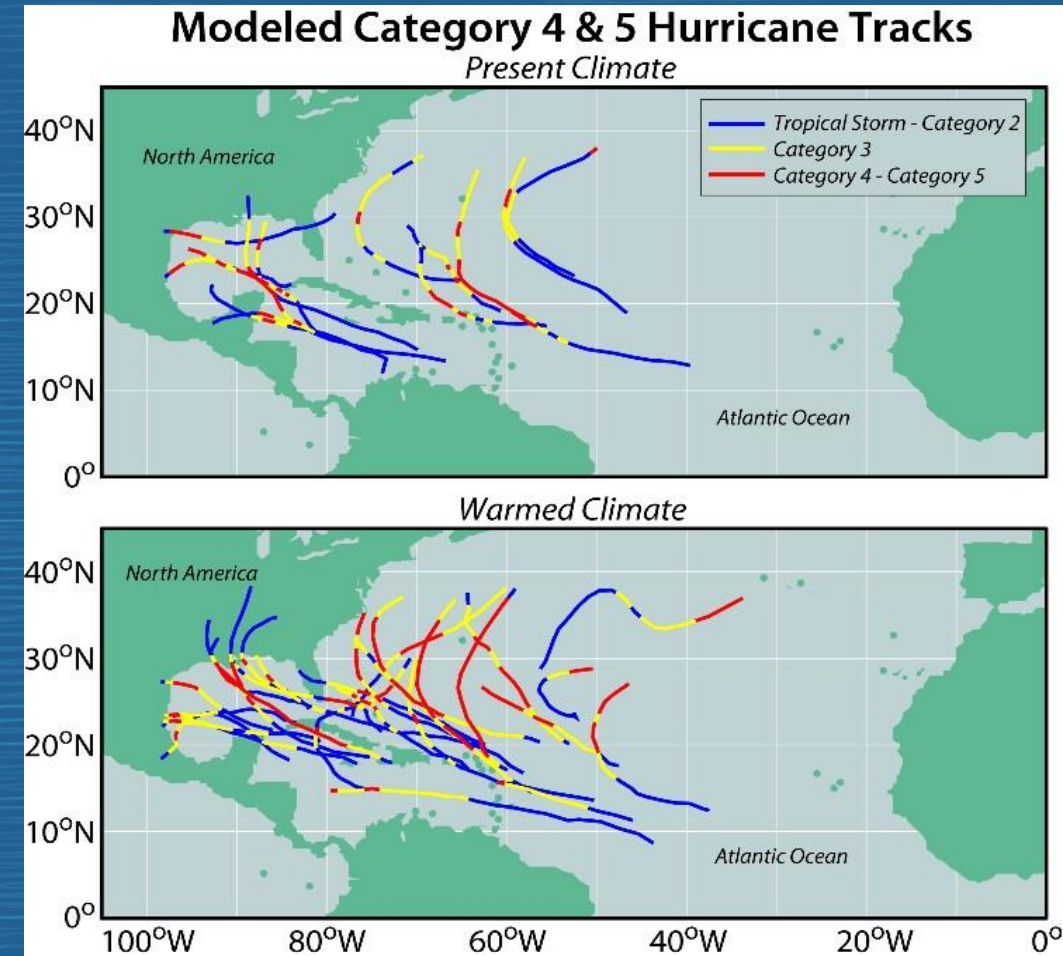 Modeled Category 4 & 5 Hurricane Tracks
Present Climate
40°N
North America
30°N
20°N
10°N
0°
Tropical Storm - Category 2
Category 3
Category 4 - Category 5
Atlantic Ocean
Warmed Climate
40°N
North America
30°N
20°N
10°N
0°
Atlantic Ocean
100°W 80°W 60°W 40°W 20°W 0°